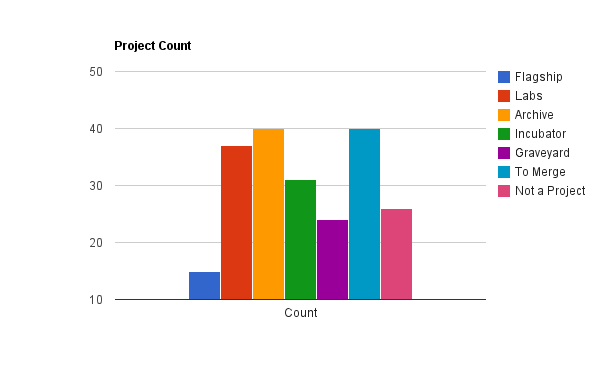 Project Count
50
40
30
20
10
Count
Flagship
Labs
Archive
Incubator
Graveyard
To Merge
Not a Project